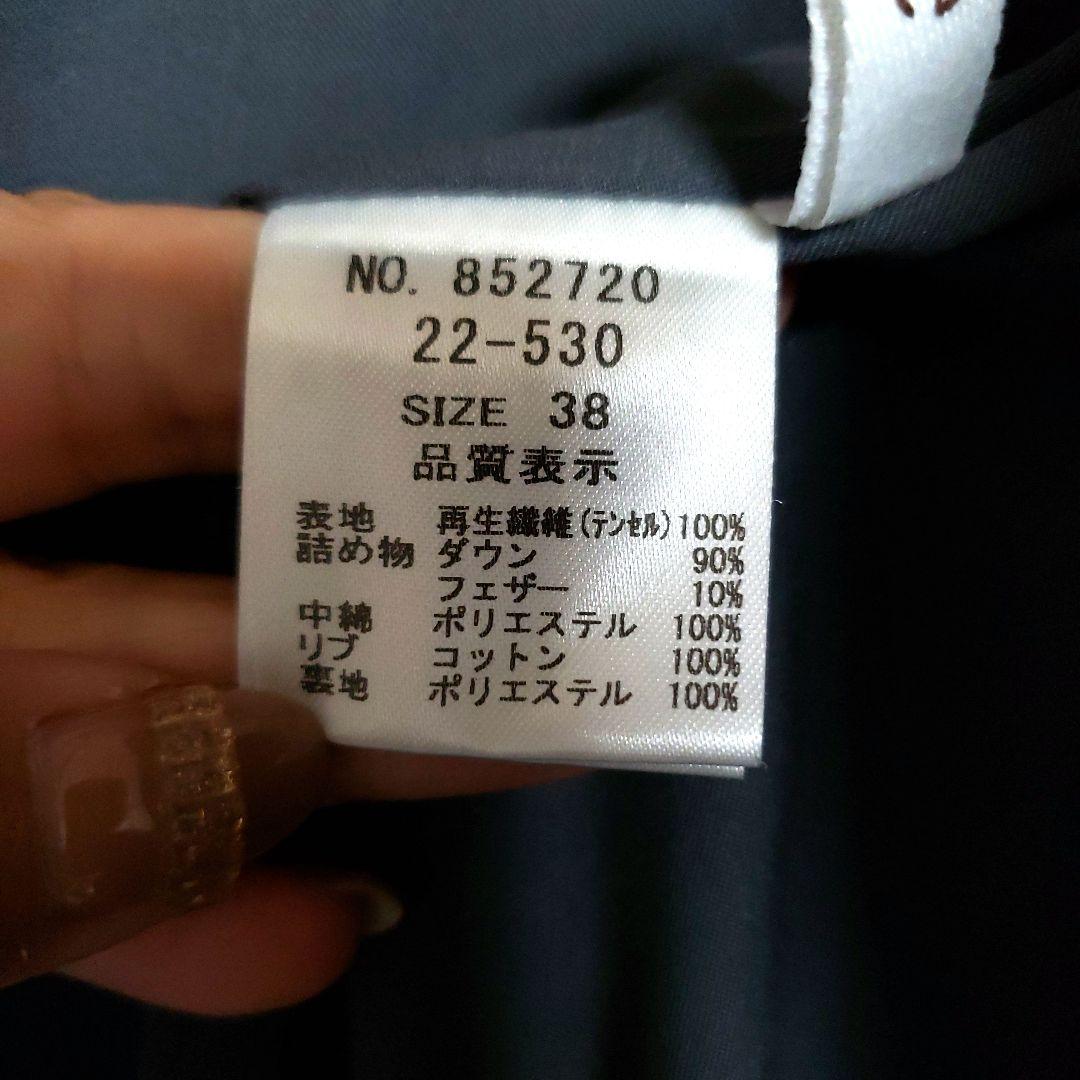 NO. 852720
22-530
SIZE 38
品質表示
表地 再生繊維(テンセル)100%
詰め物 ダウン 90%
フェザー 10%
中綿 ポリエステル 100%
リブ コットン 100%
裏地 ポリエステル 100%